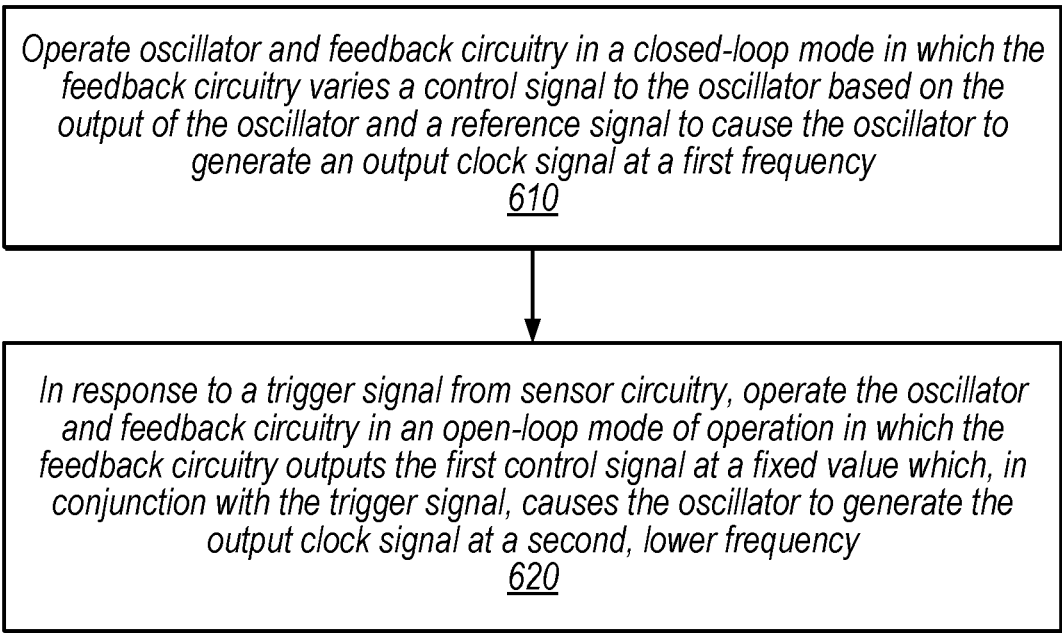 Operate oscillator and feedback circuitry in a closed-loop mode in which the
feedback circuitry varies a control signal to the oscillator based on the
output of the oscillator and a reference signal to cause the oscillator to
generate an output clock signal at a first frequency
610
In response to a trigger signal from sensor circuitry, operate the oscillator
and feedback circuitry in an open-loop mode of operation in which the
feedback circuitry outputs the first control signal at a fixed value which, in
conjunction with the trigger signal, causes the oscillator to generate the
output clock signal at a second, lower frequency
620